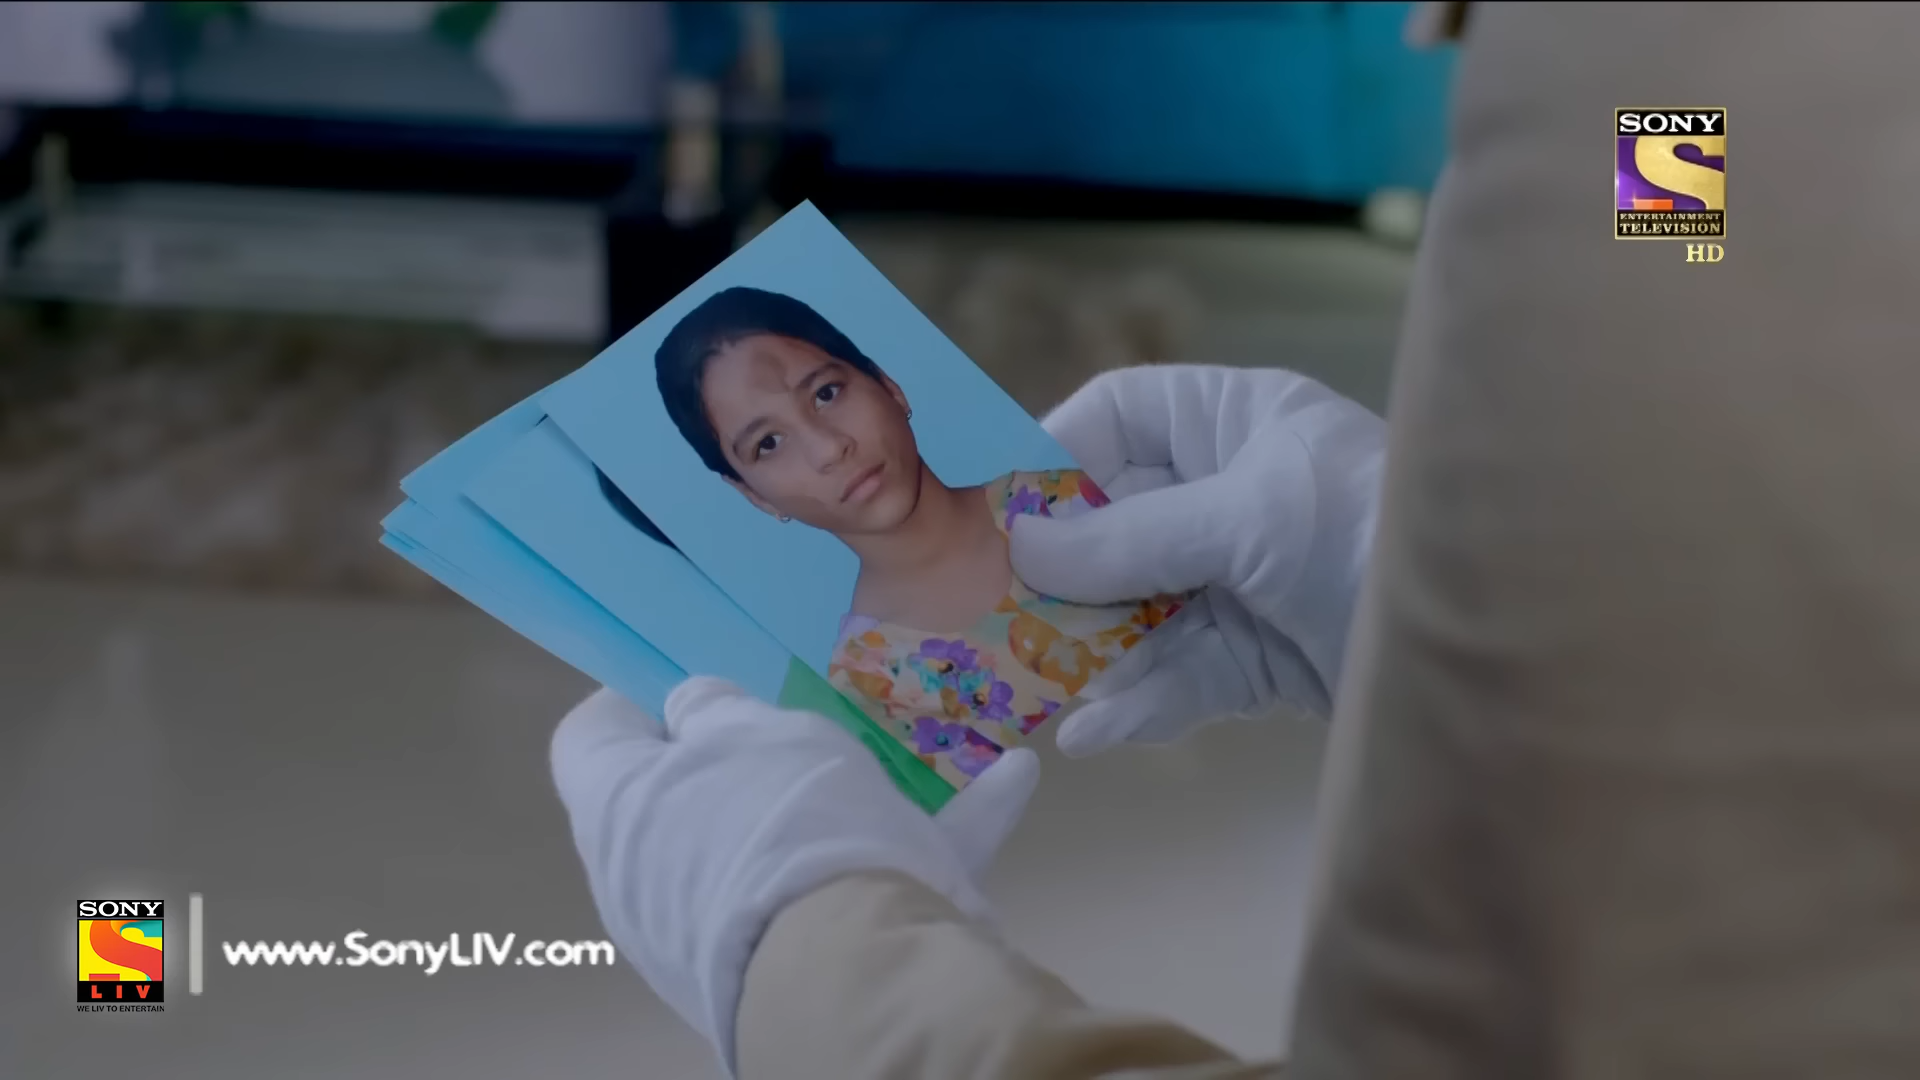 SONY
ENTERTAINMENT
TELEVISION
HD
SONY
LIV
WE LIV TO ENTERTAIN
www.SonyLIV.com